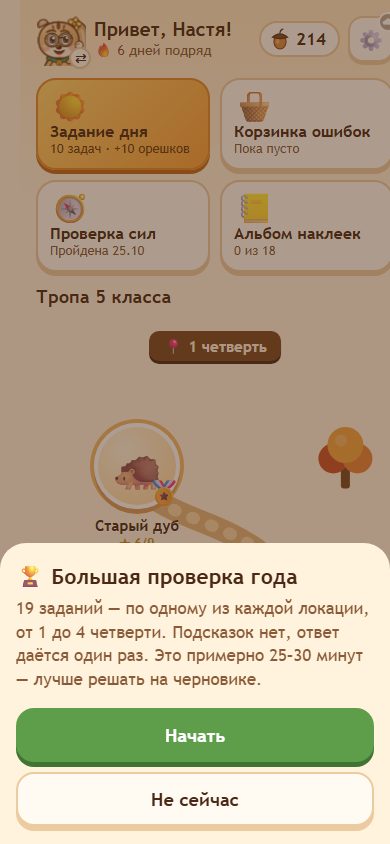 Привет, Настя!
6 дней подряд
214
Задание дня
10 задач · +10 орешков
Корзинка ошибок
Пока пусто
Проверка сил
Пройдена 25.10
Альбом наклеек
0 из 18
Тропа 5 класса
1 четверть
Старый дуб
Большая проверка года
19 заданий — по одному из каждой локации,
от 1 до 4 четверти. Подсказок нет, ответ
даётся один раз. Это примерно 25–30 минут
— лучше решать на черновике.
Начать
Не сейчас